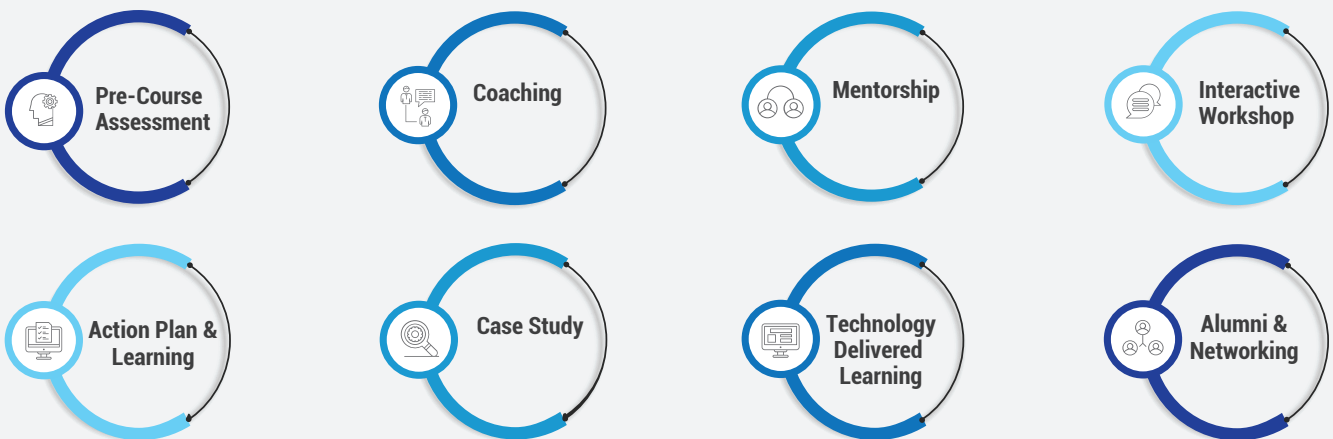 Pre-Course
Assessment
Coaching
Mentorship
Interactive
Workshop
Action Plan &
Learning
Case Study
Technology
Delivered
Learning
Alumni &
Networking